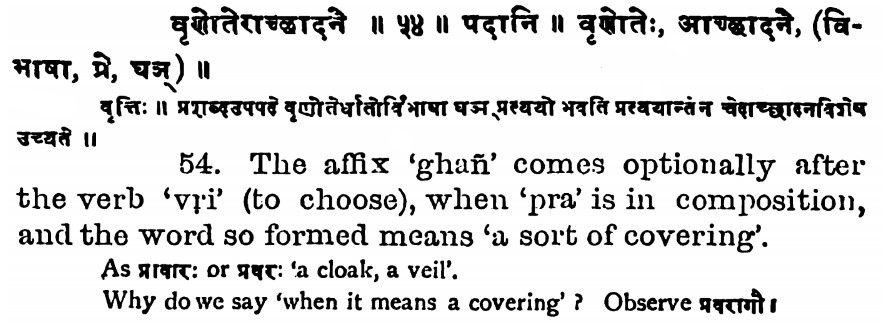 वृणोतेराच्छादने ॥ ५४ ॥ पदानि ॥ वृणोतेः, आच्छादने, (वि-
भाषा, प्रे, घञ्) ॥
वृत्तिः ॥ प्रशब्दउपपदे वृणोतेर्धातोर्विभाषा घञ् प्रत्ययो भवति प्रत्ययान्तेन चेदाच्छादनविशेष
उच्यते ॥
54. The affix ‘ghañ’ comes optionally after
the verb ‘vṛi’ (to choose), when ‘pra’ is in composition,
and the word so formed means ‘a sort of covering’.
As प्रावारः or प्रवरः ‘a cloak, a veil’.
Why do we say ‘when it means a covering’ ? Observe प्रवरागौ ।